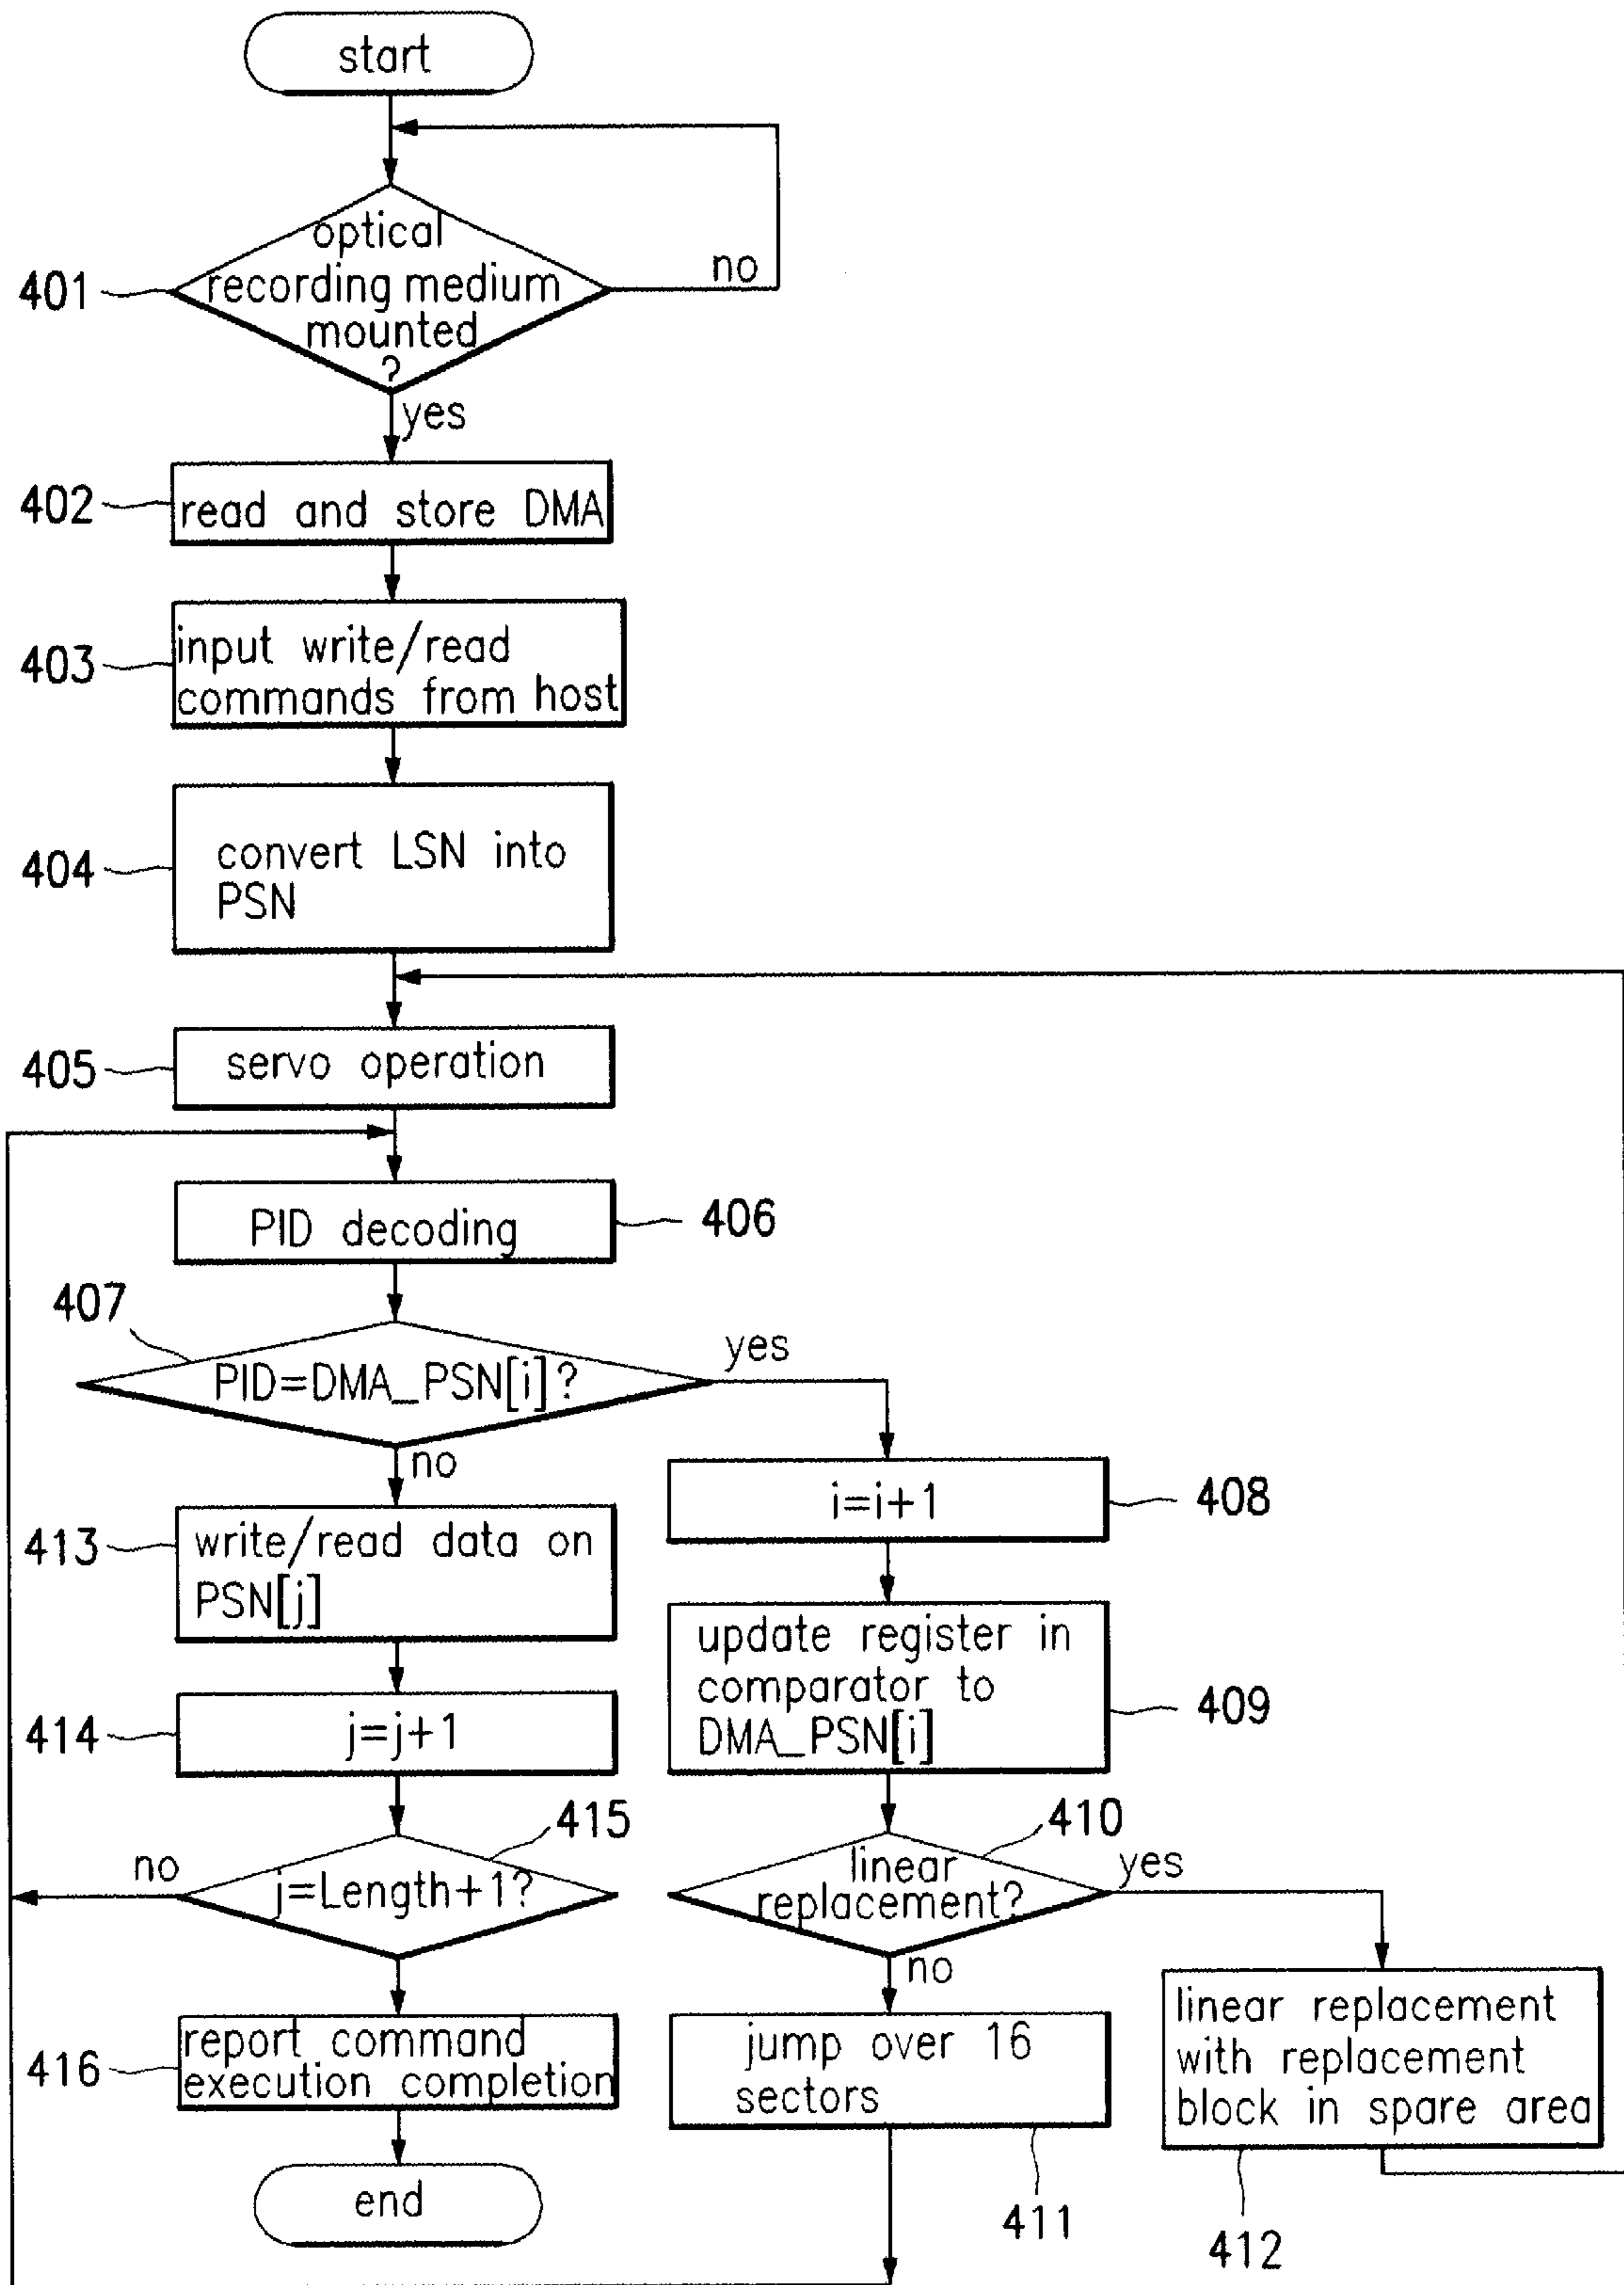 start
optical
recording medium
mounted
?
no
401
yes
402
read and store DMA
403
input write/read
commands from host
404
convert LSN into
PSN
405
servo operation
PID decoding
406
407
PID=DMA_PSN[i]?
yes
no
i=i+1
408
413
write/read data on
PSN[j]
update register in
comparator to
DMA_PSN[i]
409
414
j=j+1
415
no
j=Length+1?
410
linear
replacement?
yes
no
416
report command
execution completion
jump over 16
sectors
411
linear replacement
with replacement
block in spare area
412
end